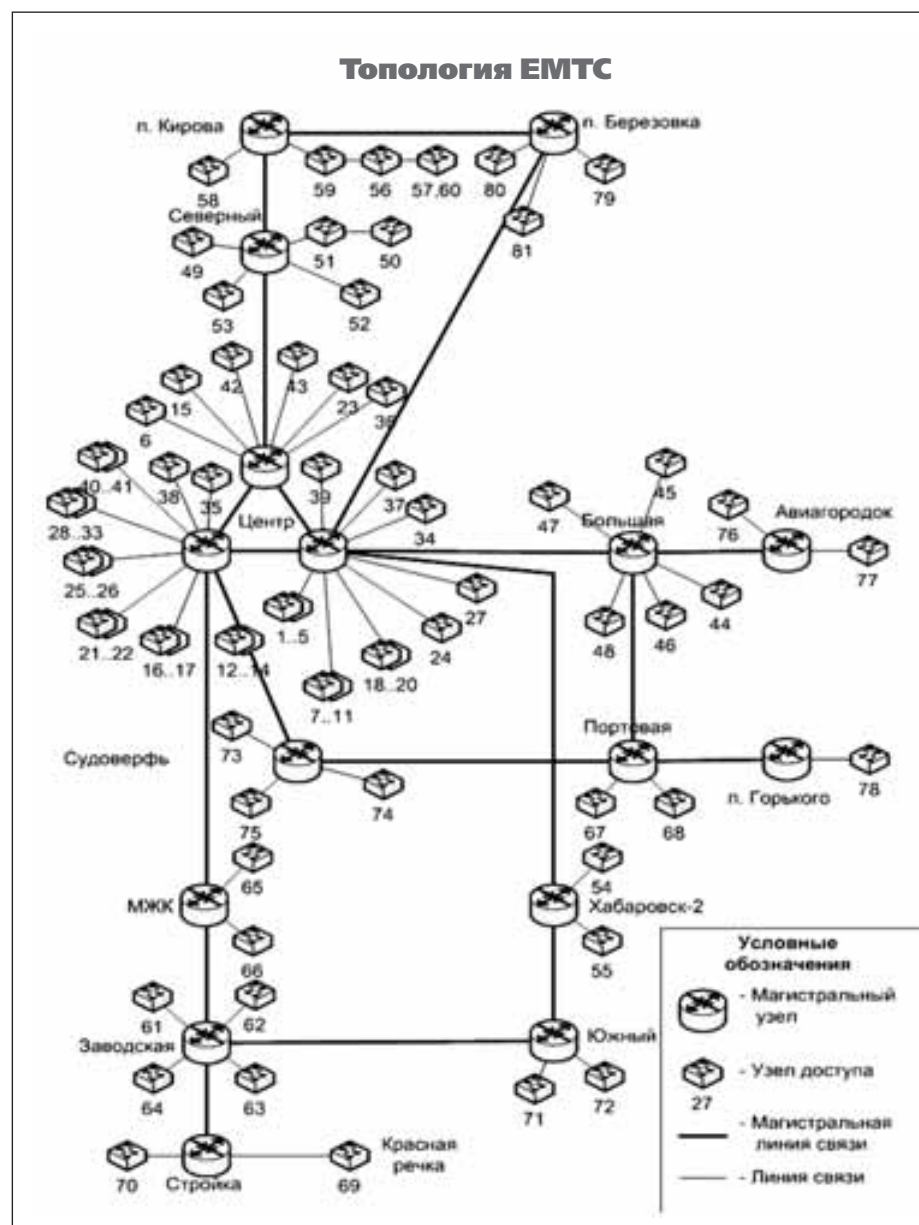 Топология ЕМТС
п. Кирова
п. Березовка
58
59
56
57,60
80
79
Северный
81
49
51
50
53
52
42
43
15
23
36
6
40..41
38
35
39
37
45
28..33
Центр
34
47
Большая
76
Авиагородок
77
25..26
27
44
21..22
1..5
24
46
16..17
12..14
18..20
48
7..11
73
Портовая
Судоверфь
74
78
75
67
68
п. Горького
65
54
МЖК
Хабаровск-2
66
55
61
62
Заводская
Южный
64
63
71
72
Красная
речка
70
Стройка
69
Условные
обозначения
- Магистральный
узел
- Узел доступа
27
- Магистральная
линия связи
- Линия связи